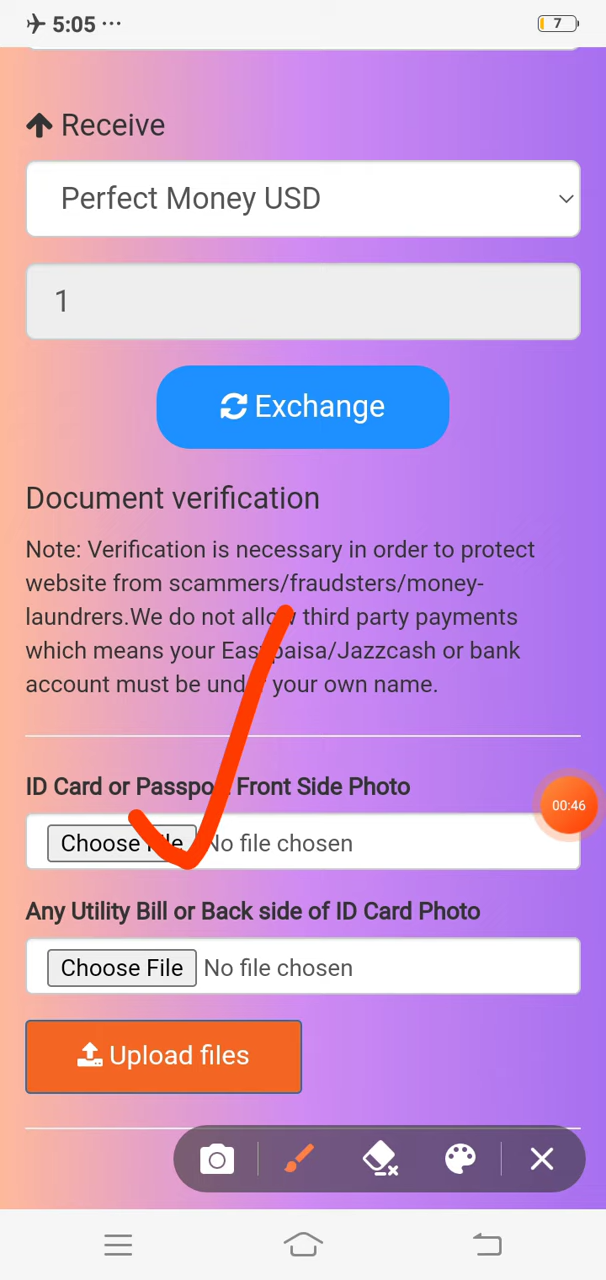 5:05 ...
7
Receive
Perfect Money USD
1
Exchange
Document verification
Note: Verification is necessary in order to protect
website from scammers/fraudsters/money-
laundrers.We do not allow third party payments
which means your Easypaisa/Jazzcash or bank
account must be under your own name.
ID Card or Passport Front Side Photo
00:46
Choose File No file chosen
Any Utility Bill or Back side of ID Card Photo
Choose File No file chosen
Upload files